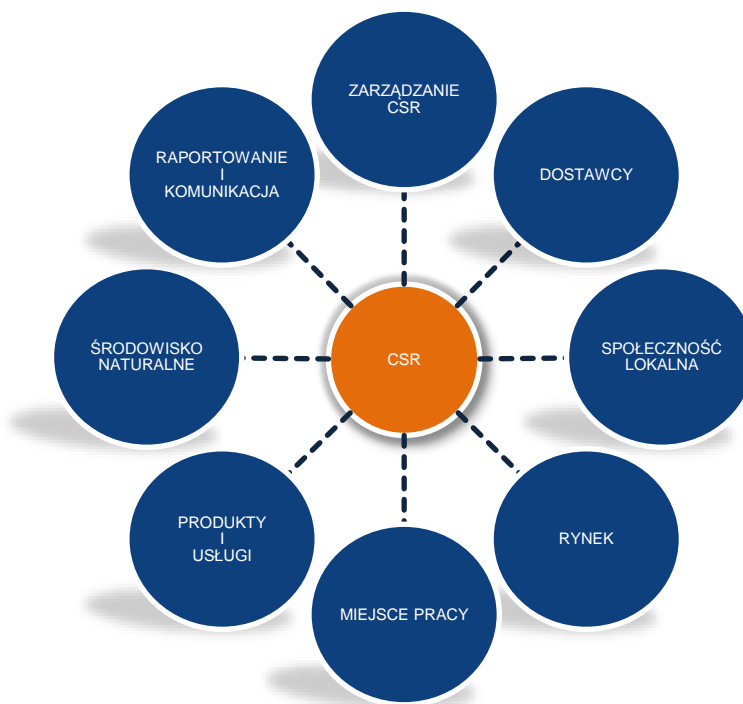 ZARZĄDZANIE
CSR
RAPORTOWANIE
I
KOMUNIKACJA
DOSTAWCY
ŚRODOWISKO
NATURALNE
CSR
SPOŁECZNOŚĆ
LOKALNA
PRODUKTY
I
USŁUGI
RYNEK
MIEJSCE PRACY